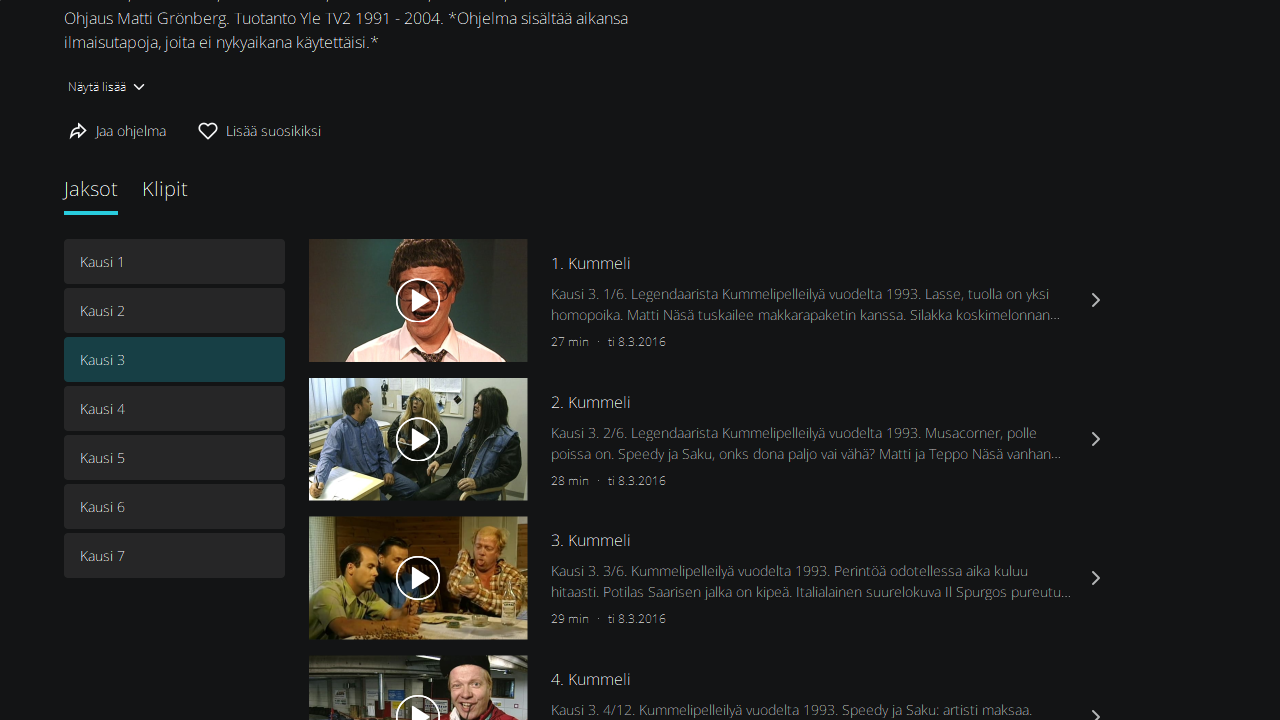 Ohjaus Matti Grönberg. Tuotanto Yle TV2 1991 - 2004. *Ohjelma sisältää aikansa
ilmaisutapoja, joita ei nykyaikana käytettäisi.*
Näytä lisää
Jaa ohjelma
Lisää suosikiksi
Jaksot
Klipit
Kausi 1
Kausi 2
Kausi 3
Kausi 4
Kausi 5
Kausi 6
Kausi 7
1. Kummeli
Kausi 3. 1/6. Legendaarista Kummelipelleilyä vuodelta 1993. Lasse, tuolla on yksi
homopoika. Matti Näsä tuskailee makkarapaketin kanssa. Silakka koskimelonnan...
27 min · ti 8.3.2016
2. Kummeli
Kausi 3. 2/6. Legendaarista Kummelipelleilyä vuodelta 1993. Musacorner, polle
poissa on. Speedy ja Saku, onks dona paljo vai vähä? Matti ja Teppo Näsä vanhan...
28 min · ti 8.3.2016
3. Kummeli
Kausi 3. 3/6. Kummelipelleilyä vuodelta 1993. Perintöä odotellessa aika kuluu
hitaasti. Potilas Saarisen jalka on kipeä. Italialainen suurelokuva Il Spurgos pureutu...
29 min · ti 8.3.2016
4. Kummeli
Kausi 3. 4/12. Kummelipelleilyä vuodelta 1993. Speedy ja Saku: artisti maksaa.